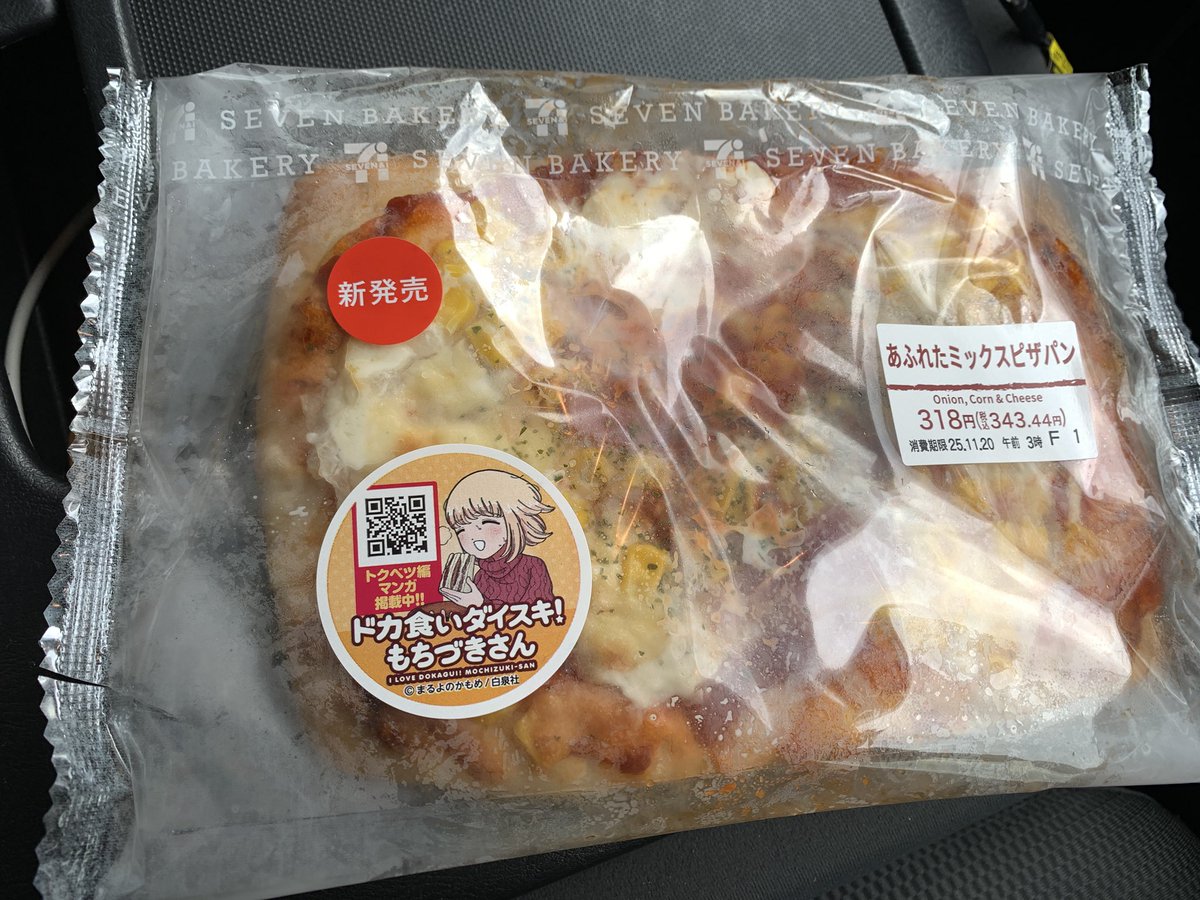 SEVEN BAKERY SEVEN BAKERY
BAKERY SEVEN BAKERY SEVEN BAKERY SEVEN
新発売
あふれたミックスピザパン
Onion, Corn & Cheese
318円(税込343.44円)
消費期限25.11.20 午前 3時 F 1
トクベツ編
マンガ
掲載中!!
ドカ食いダイスキ!
もちづきさん
I LOVE DOKAGUI! MOCHIZUKI-SAN
© まるよのかもめ/白泉社